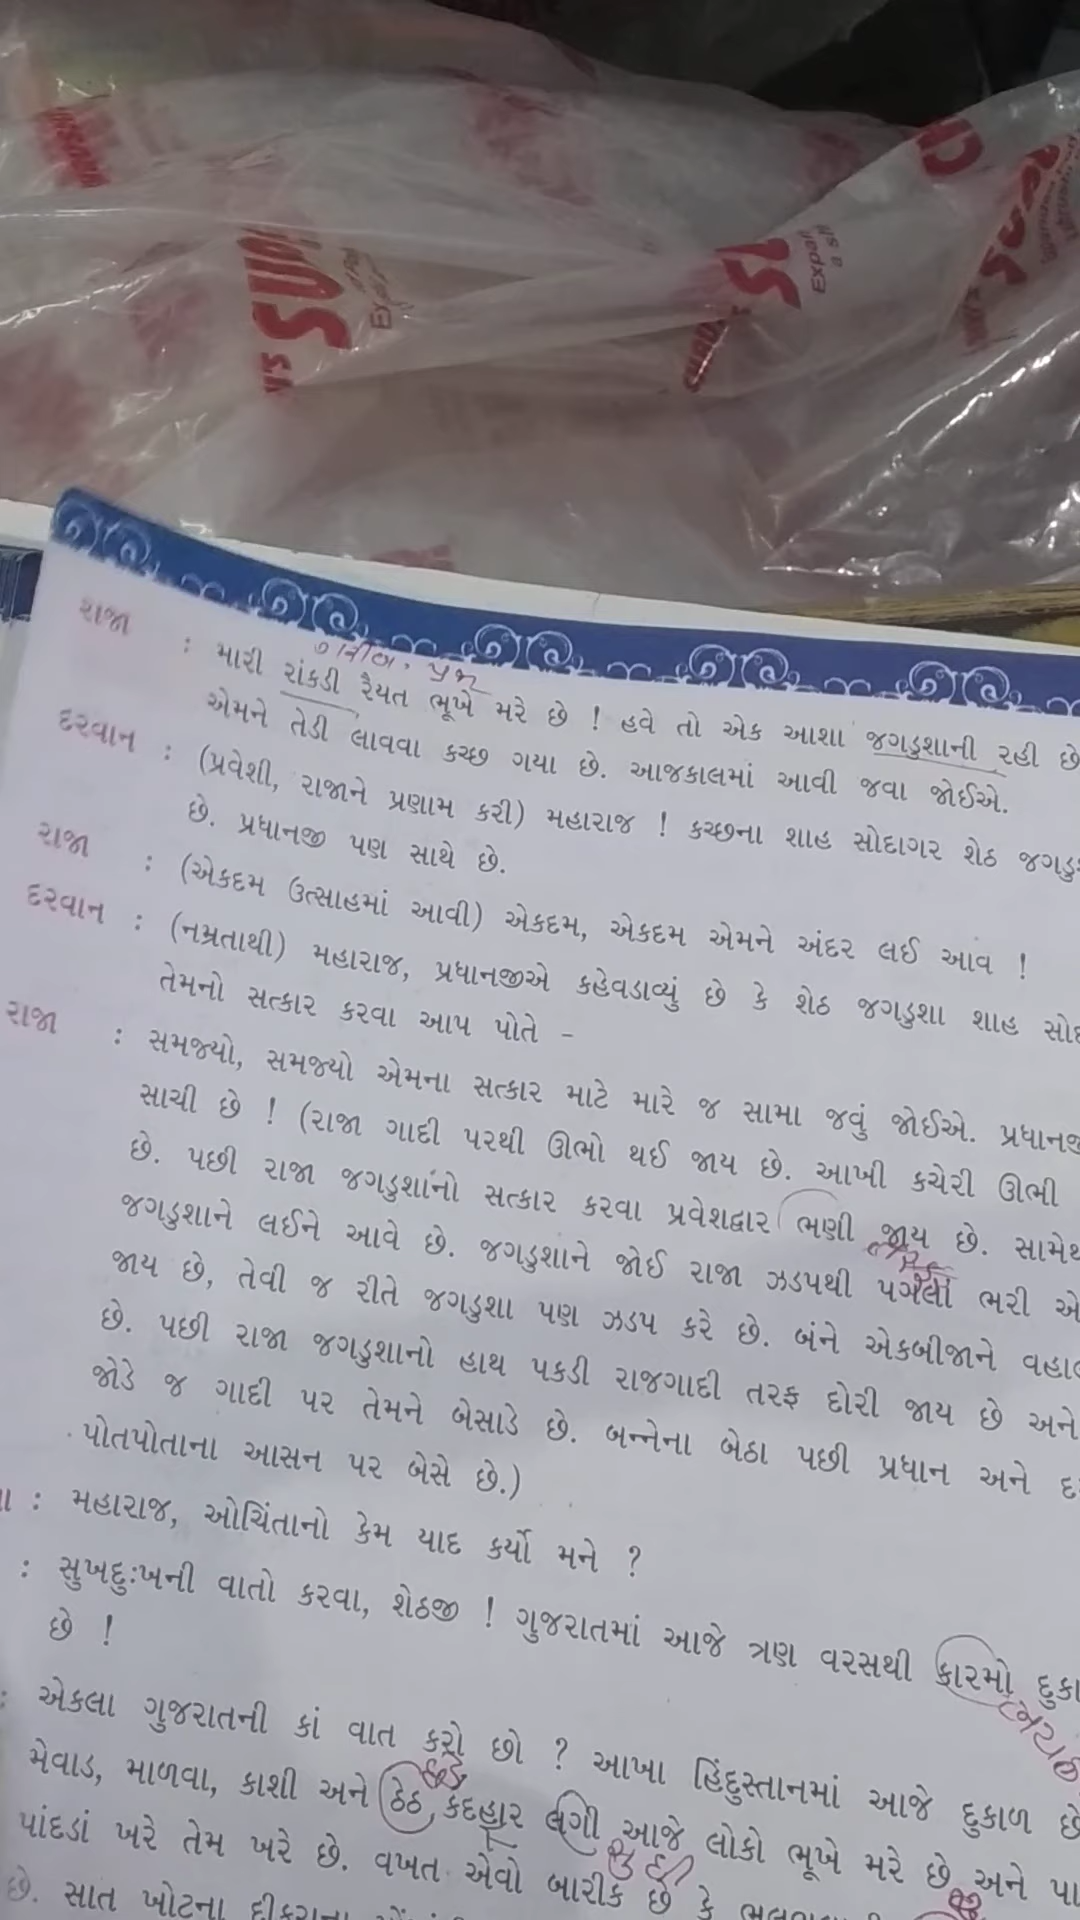 રાજા : મારી રાંકડી રૈયત ભૂખે મરે છે ! હવે તો એક આશા જગડુશાની રહી છે
એમને તેડી લાવવા કચ્છ ગયા છે. આજકાલમાં આવી જવા જોઈએ.
દરવાન : (પ્રવેશી, રાજાને પ્રણામ કરી) મહારાજ ! કચ્છના શાહ સોદાગર શેઠ
છે. પ્રધાનજી પણ સાથે છે.
રાજા : (એકદમ ઉત્સાહમાં આવી) એકદમ, એકદમ એમને અંદર લઈ આવ !
દરવાન : (નમ્રતાથી) મહારાજ, પ્રધાનજીએ કહેવડાવ્યું છે કે શેઠ જગડુશા શાહ
તેમનો સત્કાર કરવા આપ પોતે –
રાજા : સમજ્યો, સમજ્યો એમના સત્કાર માટે મારે જ સામા જવું જોઈએ.
સાચી છે ! (રાજા ગાદી પરથી ઊભો થઈ જાય છે. આખી કચેરી ઊભી
છે. પછી રાજા જગડુશાંનો સત્કાર કરવા પ્રવેશદ્વાર ભણી જાય છે.
જગડુશાને લઈને આવે છે. જગડુશાને જોઈ રાજા ઝડપથી પગલાં ભરી
જાય છે, તેવી જ રીતે જગડુશા પણ ઝડપ કરે છે. બંને એકબીજાને
છે. પછી રાજા જગડુશાનો હાથ પકડી રાજગાદી તરફ દોરી જાય છે અને
જોડે જ ગાદી પર તેમને બેસાડે છે. બન્નેના બેઠા પછી પ્રધાન અને
પોતપોતાના આસન પર બેસે છે.)
: મહારાજ, ઓચિંતાનો કેમ યાદ કર્યો મને ?
: સુખદુઃખની વાતો કરવા, શેઠજી ! ગુજરાતમાં આજે ત્રણ વરસથી કારમો
છે !
: એકલા ગુજરાતની કાં વાત કરો છો ? આખા હિંદુસ્તાનમાં આજે દુકાળ છે
મેવાડ, માળવા, કાશી અને ઠેઠ કંદહાર લગી આજે લોકો ભૂખે મરે છે અને
પાંદડાં ખરે તેમ ખરે છે. વખત એવો બારીક છે કે
છે. સાત ખોટના